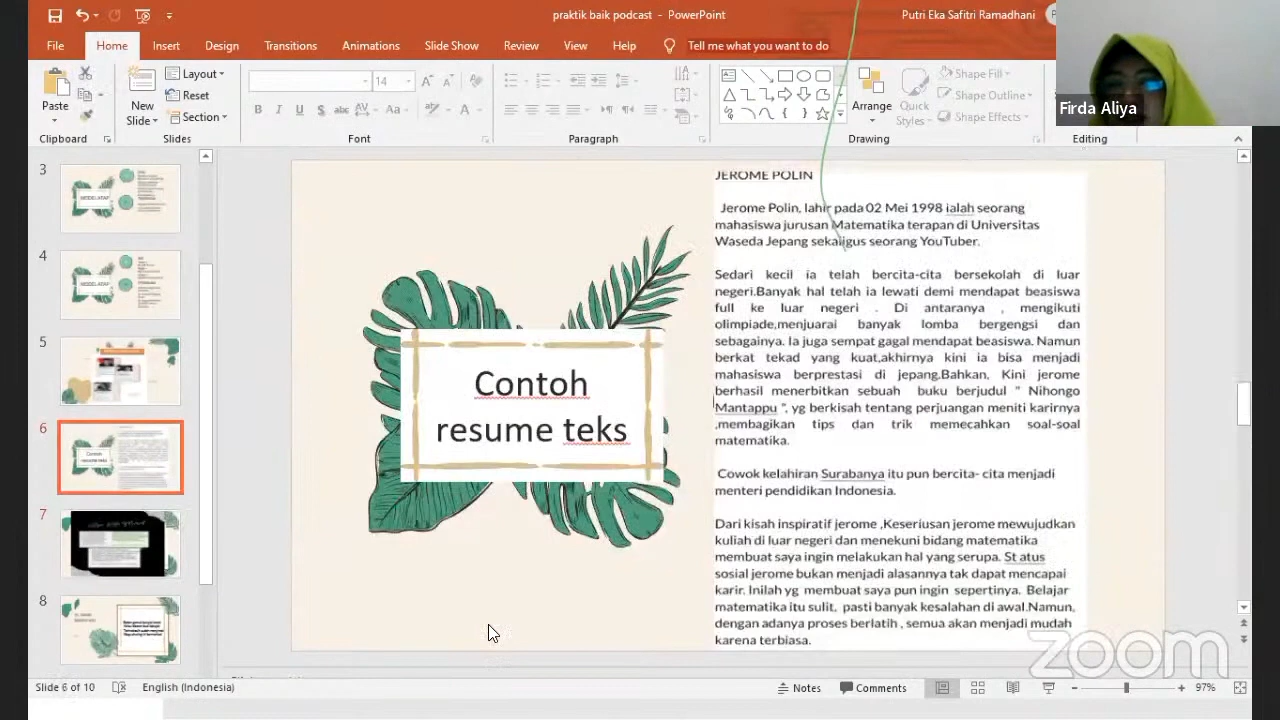 praktik baik podcast - PowerPoint
Putri Eka Safitri Ramadhani
File Home Insert Design Transitions Animations Slide Show Review View Help Tell me what you want to do
Paste
New Slide
Layout
Reset
Section
14
Arrange
Quick Styles
Shape Fill
Shape Outline
Shape Effects
Clipboard Slides Font Paragraph Drawing Editing
Firda Aliya
3
4
5
6
7
8
Contoh
resume teks
JEROME POLIN
Jerome Polin, lahir pada 02 Mei 1998 ialah seorang
mahasiswa jurusan Matematika terapan di Universitas
Waseda Jepang sekaligus seorang YouTuber.
Sedari kecil ia telah bercita-cita bersekolah di luar
negeri.Banyak hal telah ia lewati demi mendapat beasiswa
full ke luar negeri . Di antaranya , mengikuti
olimpiade,menjuarai banyak lomba bergengsi dan
sebagainya. Ia juga sempat gagal mendapat beasiswa. Namun
berkat tekad yang kuat,akhirnya kini ia bisa menjadi
mahasiswa berprestasi di jepang.Bahkan, Kini jerome
berhasil menerbitkan sebuah buku berjudul " Nihongo
Mantappu ", yg berkisah tentang perjuangan meniti karirnya
,membagikan tips dan trik memecahkan soal-soal
matematika.
Cowok kelahiran Surabanya itu pun bercita- cita menjadi
menteri pendidikan Indonesia.
Dari kisah inspiratif jerome ,Keseriusan jerome mewujudkan
kuliah di luar negeri dan menekuni bidang matematika
membuat saya ingin melakukan hal yang serupa. St atus
sosial jerome bukan menjadi alasannya tak dapat mencapai
karir. Inilah yg membuat saya pun ingin sepertinya. Belajar
matematika itu sulit, pasti banyak kesalahan di awal.Namun,
dengan adanya proses berlatih , semua akan menjadi mudah
karena terbiasa.
zoom
Slide 6 of 10 English (Indonesia) Notes Comments 97%